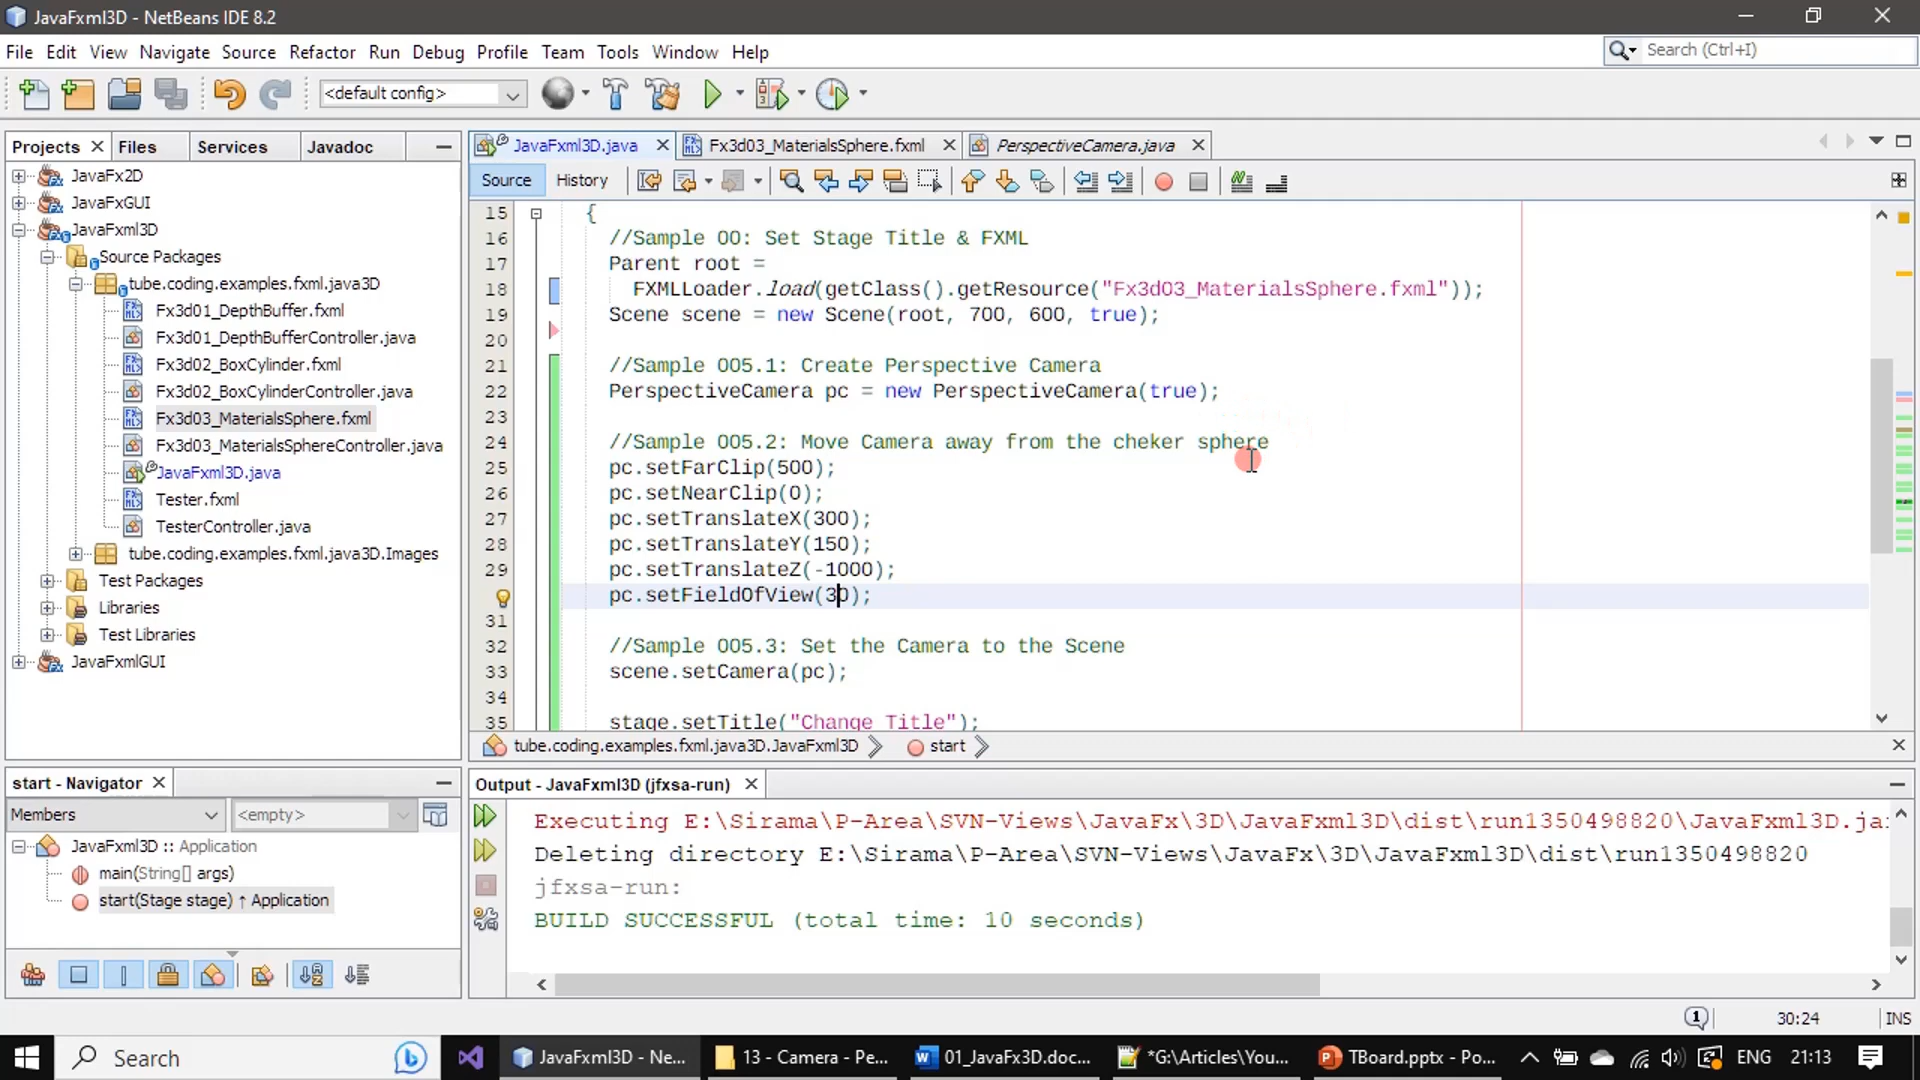 JavaFxml3D - NetBeans IDE 8.2
File Edit View Navigate Source Refactor Run Debug Profile Team Tools Window Help
Search (Ctrl+I)
<default config>
Projects Files Services Javadoc
JavaFx2D
JavaFxGUI
JavaFxml3D
Source Packages
tube.coding.examples.fxml.java3D
Fx3d01_DepthBuffer.fxml
Fx3d01_DepthBufferController.java
Fx3d02_BoxCylinder.fxml
Fx3d02_BoxCylinderController.java
Fx3d03_MaterialsSphere.fxml
Fx3d03_MaterialsSphereController.java
JavaFxml3D.java
Tester.fxml
TesterController.java
tube.coding.examples.fxml.java3D.Images
Test Packages
Libraries
Test Libraries
JavaFxmlGUI
JavaFxml3D.java Fx3d03_MaterialsSphere.fxml PerspectiveCamera.java
Source History
15 {
16 //Sample 00: Set Stage Title & FXML
17 Parent root =
18 FXMLLoader.load(getClass().getResource("Fx3d03_MaterialsSphere.fxml"));
19 Scene scene = new Scene(root, 700, 600, true);
20
21 //Sample 005.1: Create Perspective Camera
22 PerspectiveCamera pc = new PerspectiveCamera(true);
23
24 //Sample 005.2: Move Camera away from the cheker sphere
25 pc.setFarClip(500);
26 pc.setNearClip(0);
27 pc.setTranslateX(300);
28 pc.setTranslateY(150);
29 pc.setTranslateZ(-1000);
pc.setFieldOfView(30);
31
32 //Sample 005.3: Set the Camera to the Scene
33 scene.setCamera(pc);
34
35 stage.setTitle("Change Title");
tube.coding.examples.fxml.java3D.JavaFxml3D start
start - Navigator
Members <empty>
JavaFxml3D :: Application
main(String[] args)
start(Stage stage) ↑ Application
Output - JavaFxml3D (jfxsa-run)
Executing E:\Sirama\P-Area\SVN-Views\JavaFx\3D\JavaFxml3D\dist\run1350498820\JavaFxml3D.ja
Deleting directory E:\Sirama\P-Area\SVN-Views\JavaFx\3D\JavaFxml3D\dist\run1350498820
jfxsa-run:
BUILD SUCCESSFUL (total time: 10 seconds)
1 30:24 INS
Search JavaFxml3D - Ne... 13 - Camera - Pe... 01_JavaFx3D.doc... *G:\Articles\You... TBoard.pptx - Po... ENG 21:13